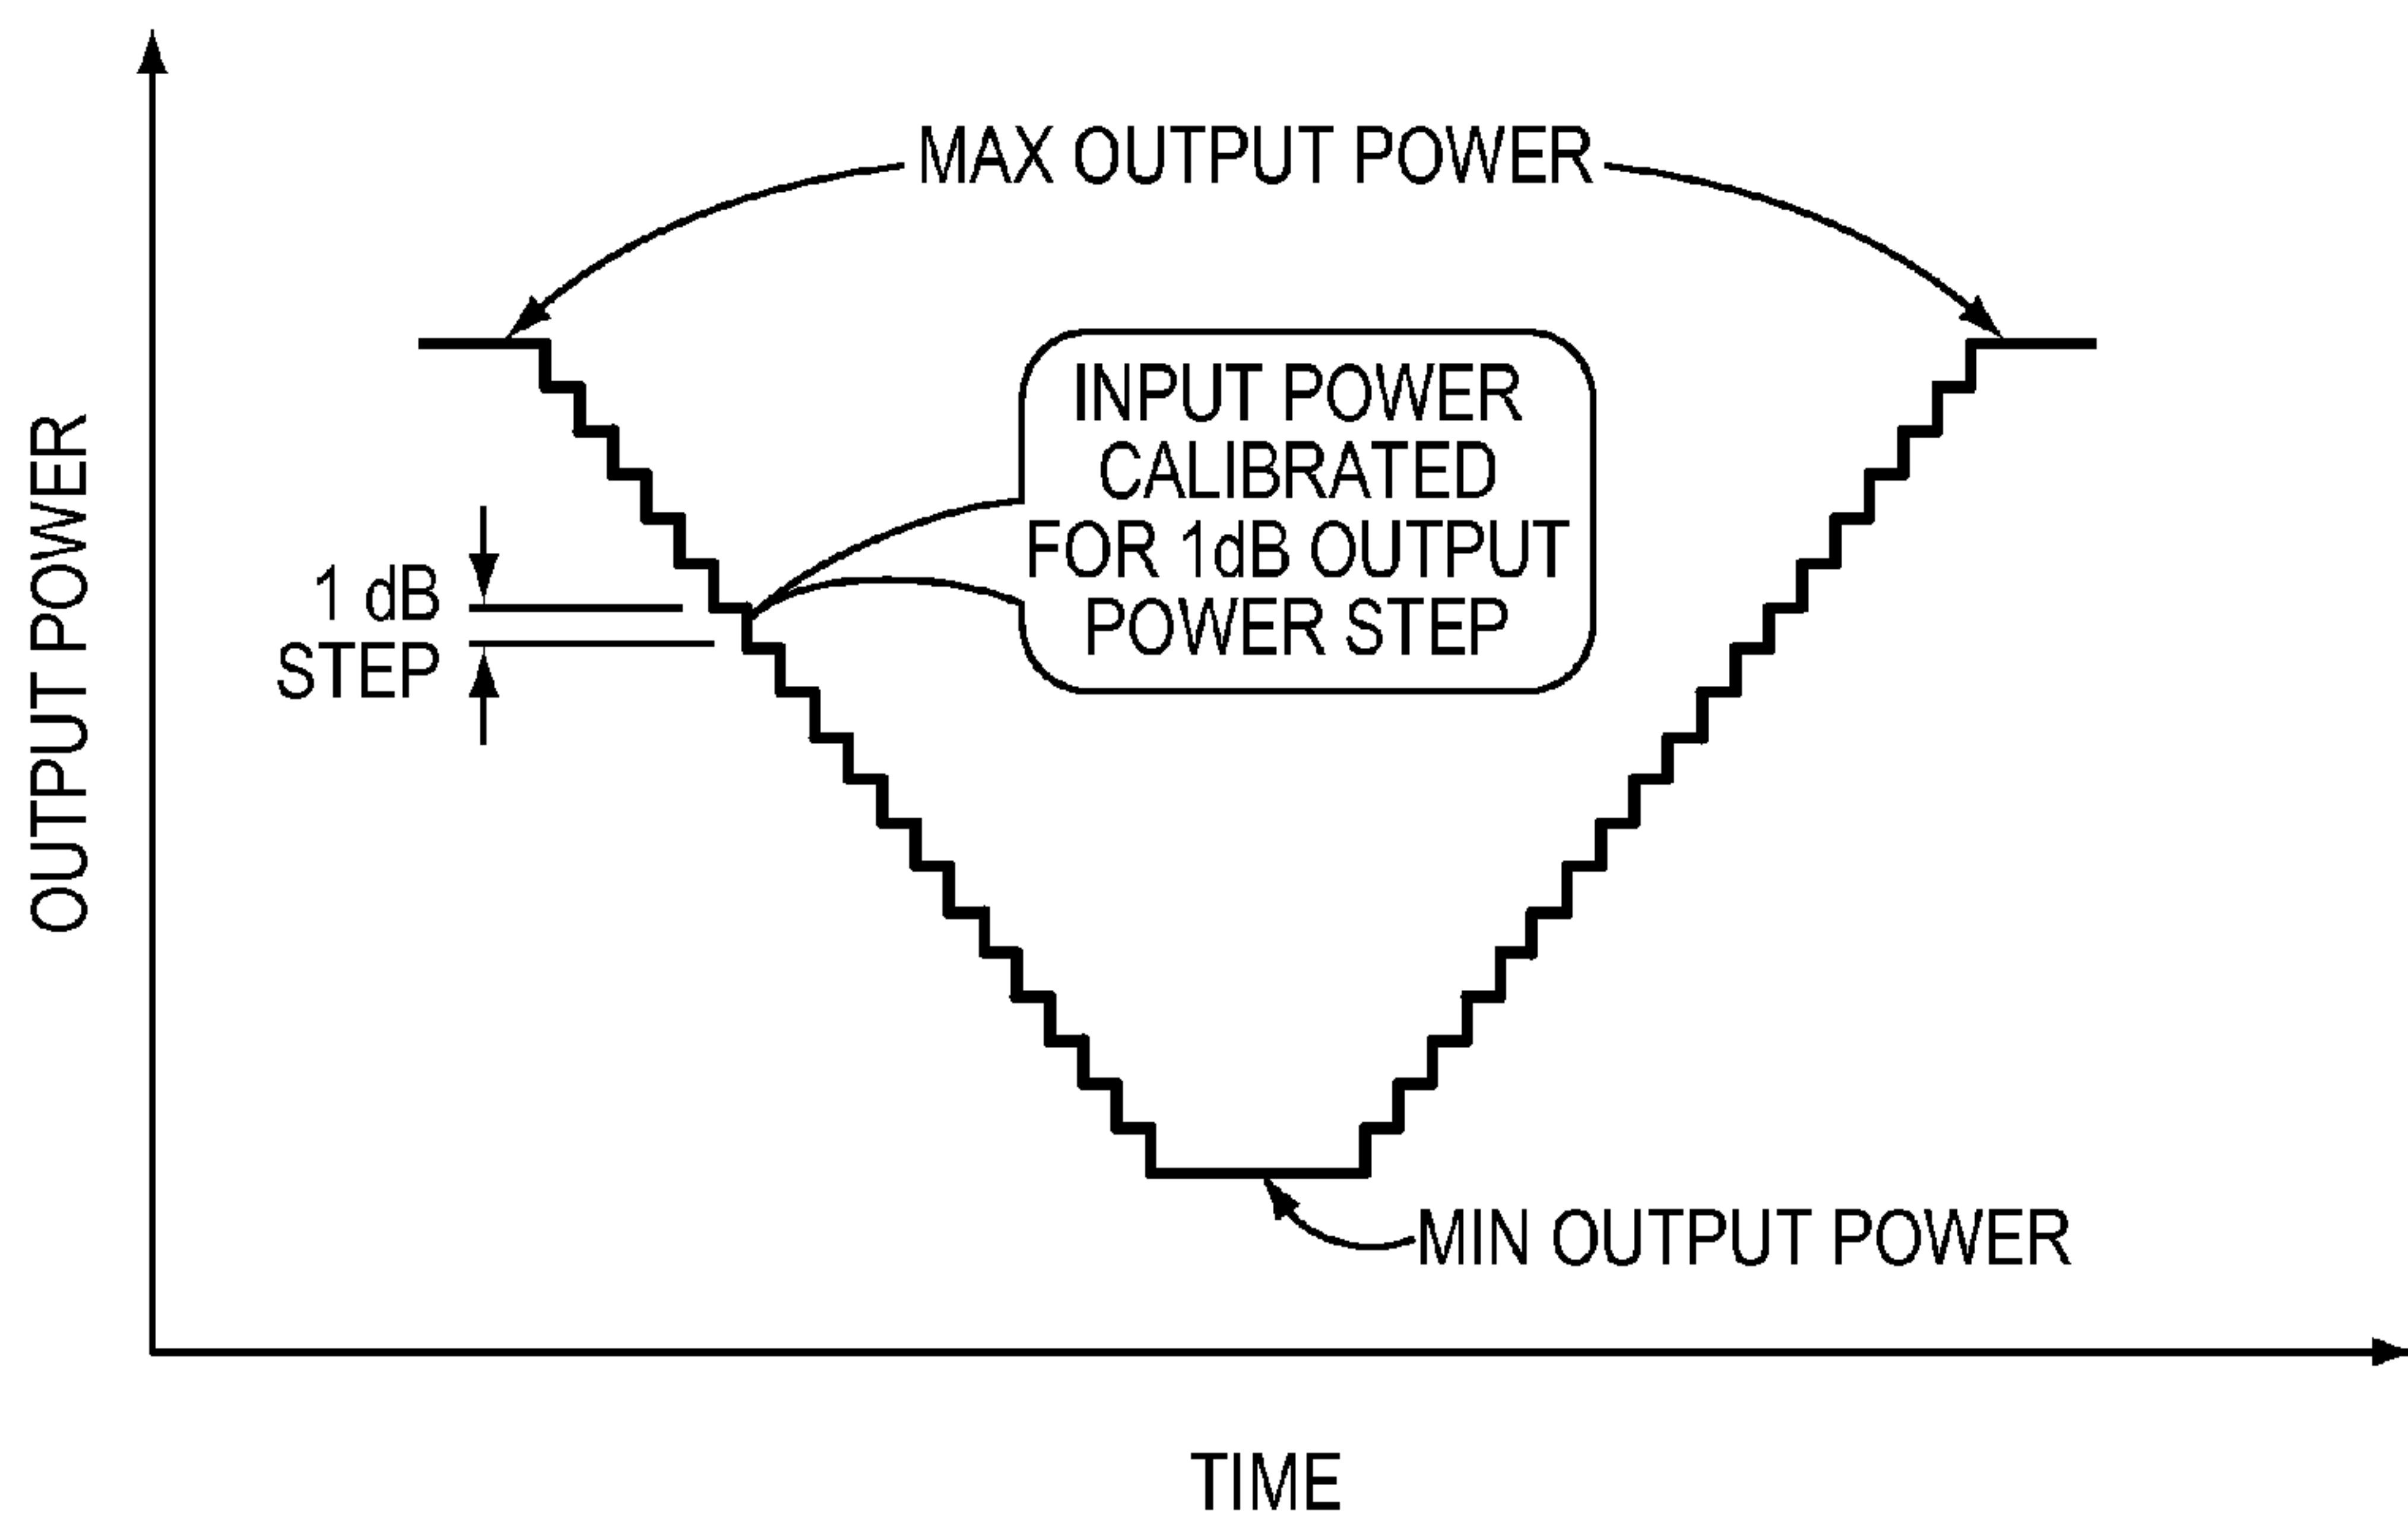 MAX OUTPUT POWER
INPUT POWER
CALIBRATED
FOR 1dB OUTPUT
POWER STEP
1 dB
STEP
OUTPUT POWER
MIN OUTPUT POWER
TIME